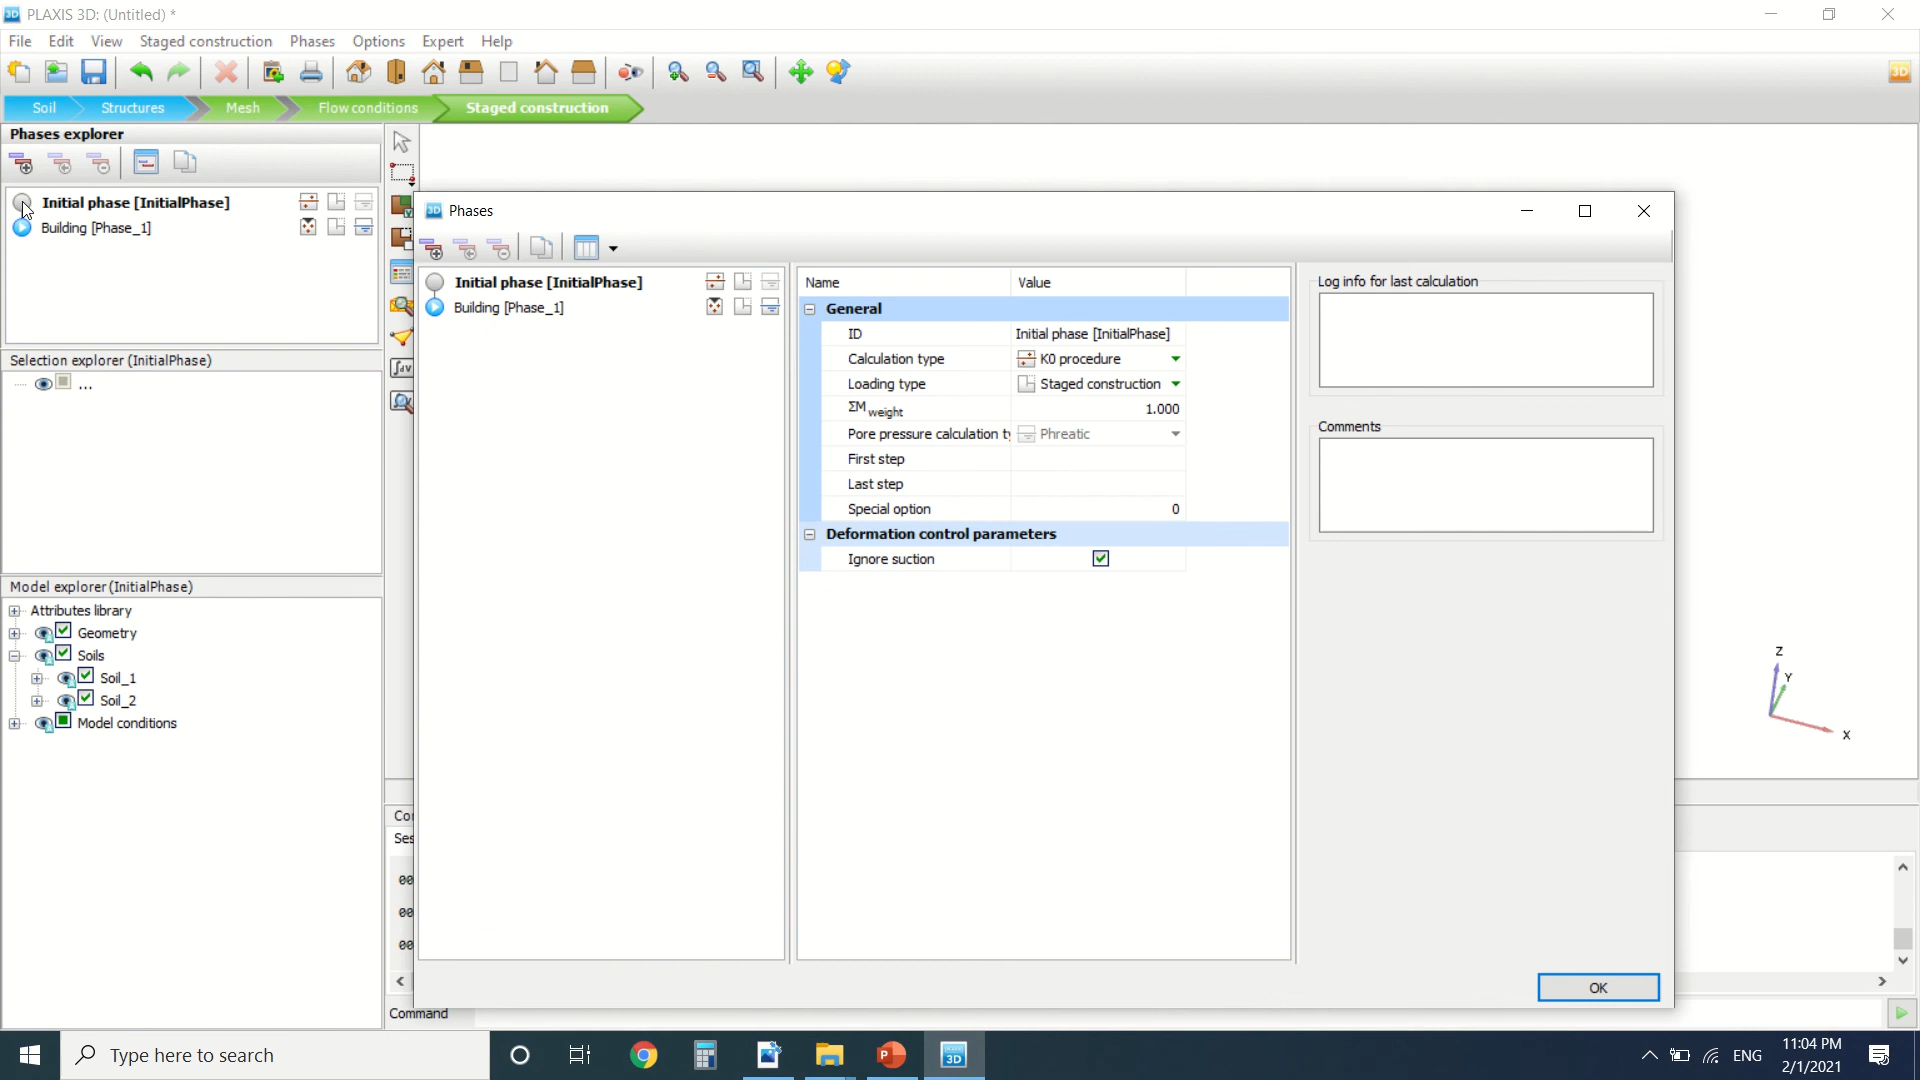 PLAXIS 3D: (Untitled) *
File Edit View Staged construction Phases Options Expert Help
3D
Soil Structures Mesh Flow conditions Staged construction
Phases explorer
Initial phase [InitialPhase]
Building [Phase_1]
Selection explorer (InitialPhase)
...
Model explorer (InitialPhase)
Attributes library
Geometry
Soils
Soil_1
Soil_2
Model conditions
Phases
Initial phase [InitialPhase]
Building [Phase_1]
Name Value
General
ID Initial phase [InitialPhase]
Calculation type K0 procedure
Loading type Staged construction
ΣM weight 1.000
Pore pressure calculation Phreatic
First step
Last step
Special option 0
Deformation control parameters
Ignore suction
Log info for last calculation
Comments
OK
Z
Y
X
Command
Type here to search
ENG
11:04 PM
2/1/2021